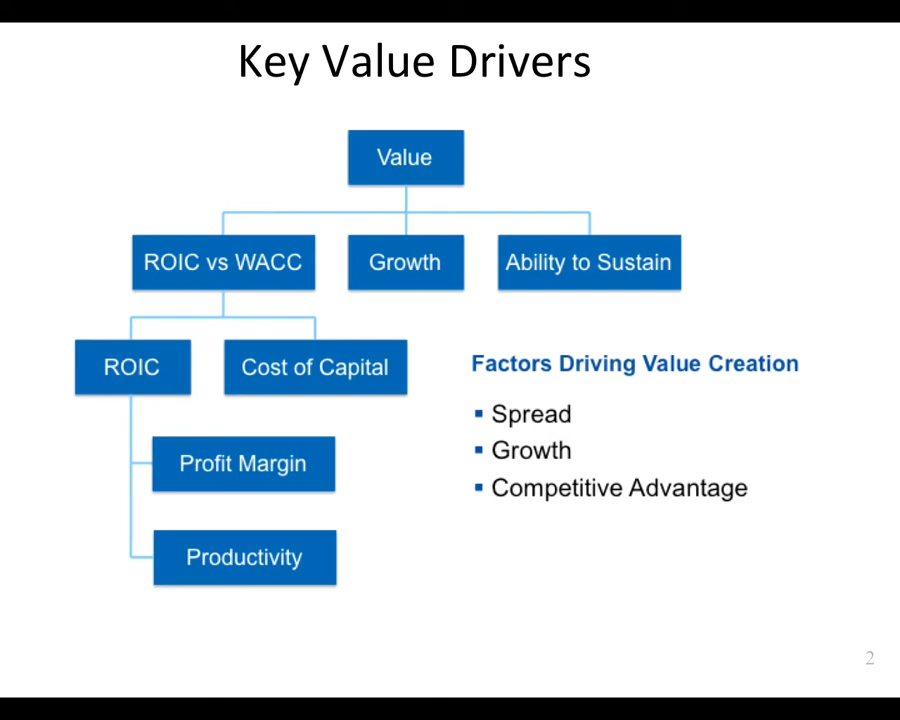 Key Value Drivers
Value
ROIC vs WACC
Growth
Ability to Sustain
ROIC
Cost of Capital
Profit Margin
Productivity
Factors Driving Value Creation
▪ Spread
▪ Growth
▪ Competitive Advantage
2